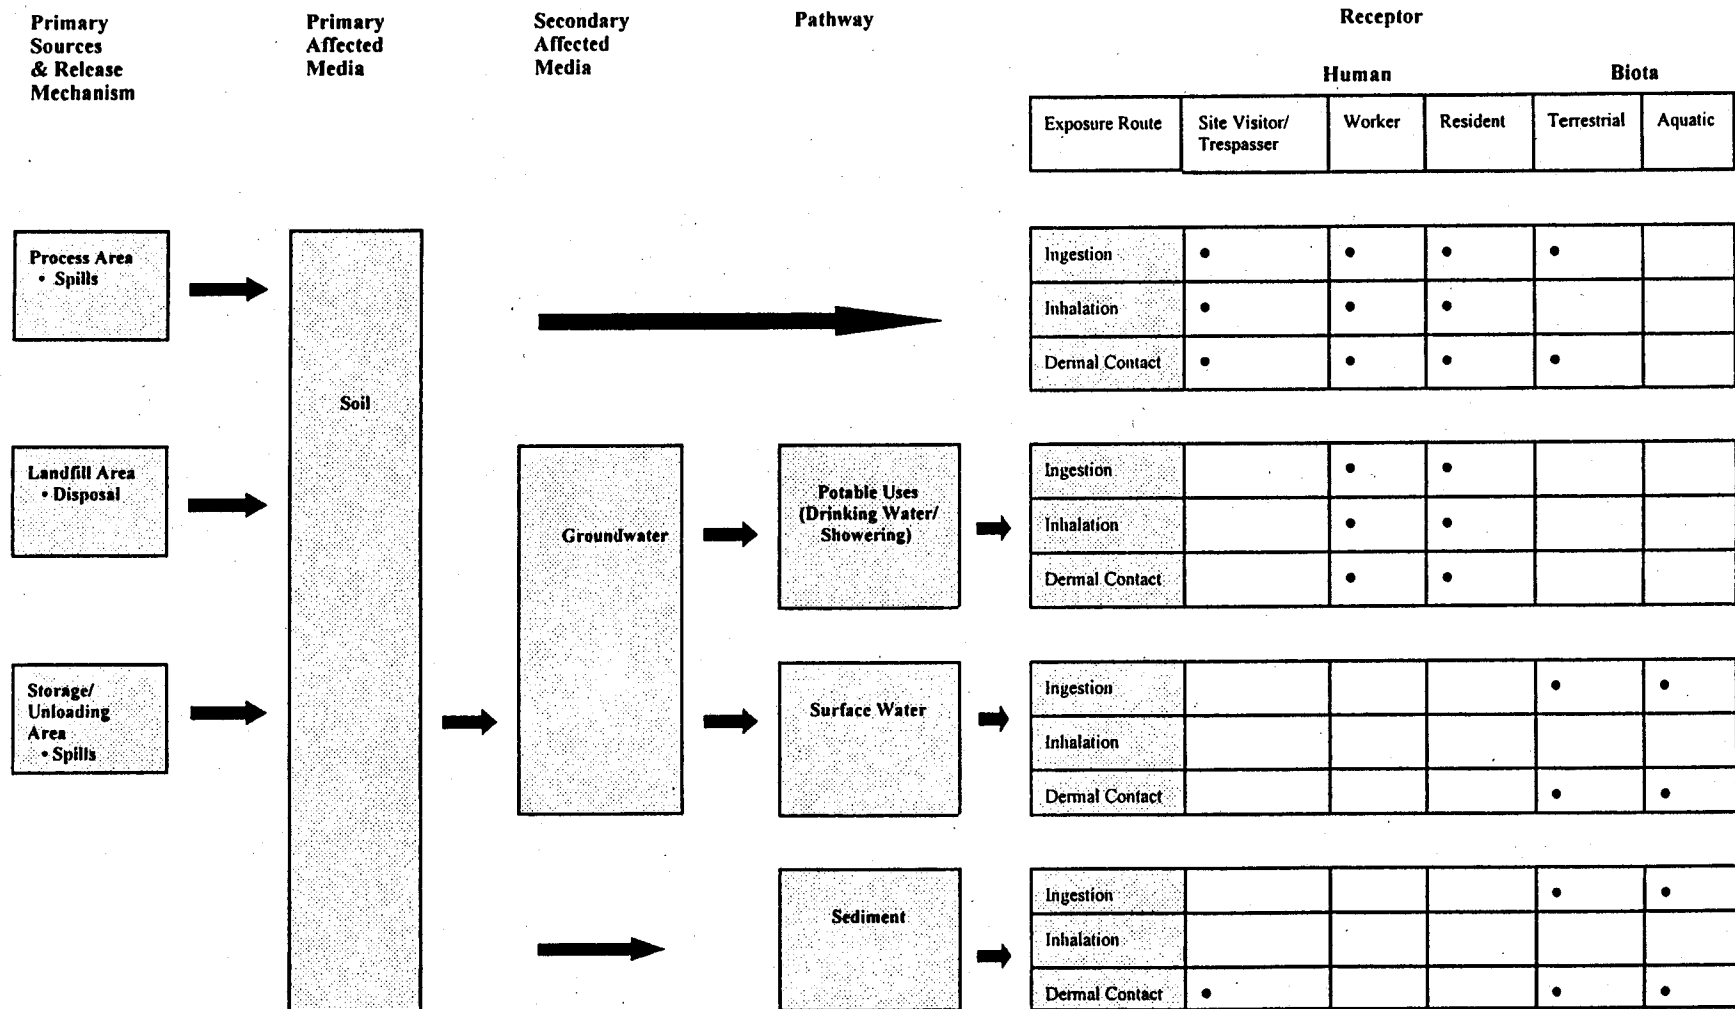 Primary
Sources
& Release
Mechanism
Primary
Affected
Media
Secondary
Affected
Media
Pathway
Receptor
Human
Biota
Exposure Route
Site Visitor/
Trespasser
Worker
Resident
Terrestrial
Aquatic
Process Area
• Spills
Soil
Ingestion
• • • •
Inhalation
• • •
Dermal Contact
• • • •
Landfill Area
• Disposal
Groundwater
Potable Uses
(Drinking Water/
Showering)
Ingestion
• •
Inhalation
• •
Dermal Contact
• •
Storage/
Unloading
Area
• Spills
Surface Water
Ingestion
• •
Inhalation
Dermal Contact
• •
Sediment
Ingestion
• •
Inhalation
Dermal Contact
• • •